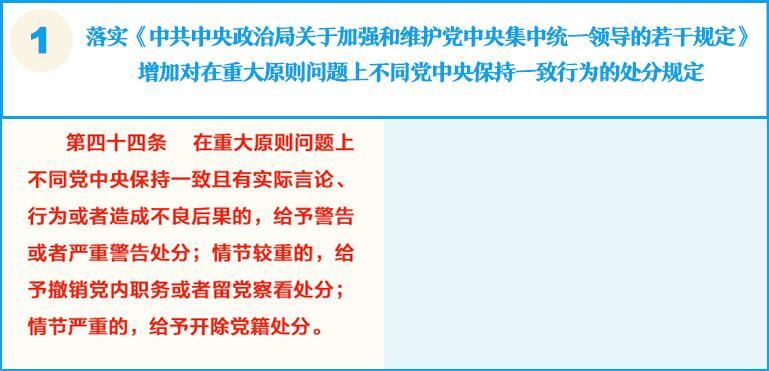 1
落实《中共中央政治局关于加强和维护党中央集中统一领导的若干规定》
增加对在重大原则问题上不同党中央保持一致行为的处分规定
第四十四条 在重大原则问题上
不同党中央保持一致且有实际言论、
行为或者造成不良后果的，给予警告
或者严重警告处分；情节较重的，给
予撤销党内职务或者留党察看处分；
情节严重的，给予开除党籍处分。